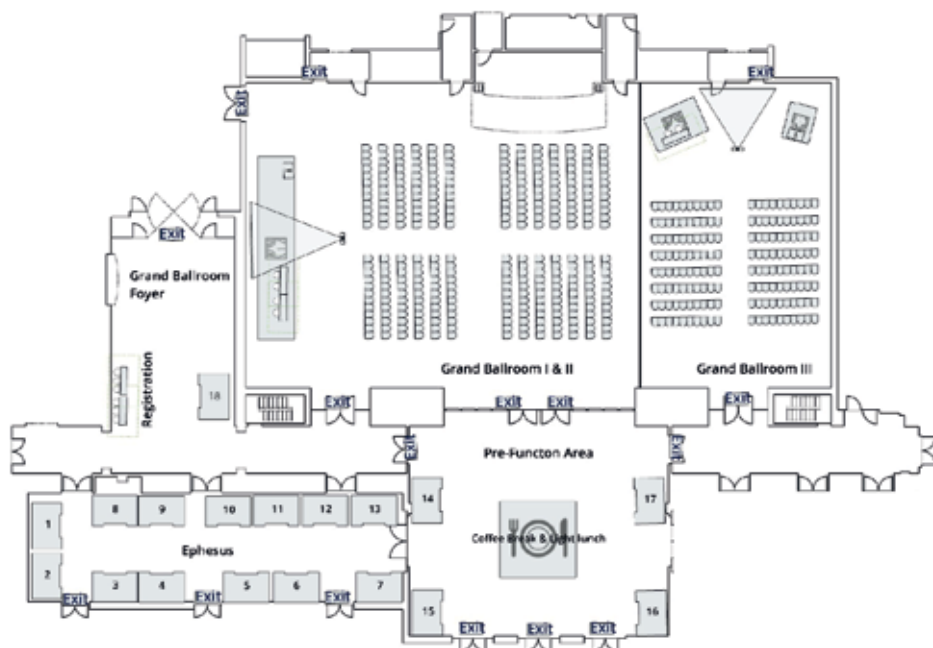 Exit
Exit
Exit
Exit
Grand Ballroom
Foyer
Registration
18
Grand Ballroom I & II
Grand Ballroom III
Exit
Exit
Exit
Exit
Exit
Exit
Pre-Functon Area
1
8
9
10
11
12
13
14
17
Ephesus
Coffee Break & Light lunch
2
3
4
5
6
7
15
16
Exit
Exit
Exit
Exit
Exit
Exit